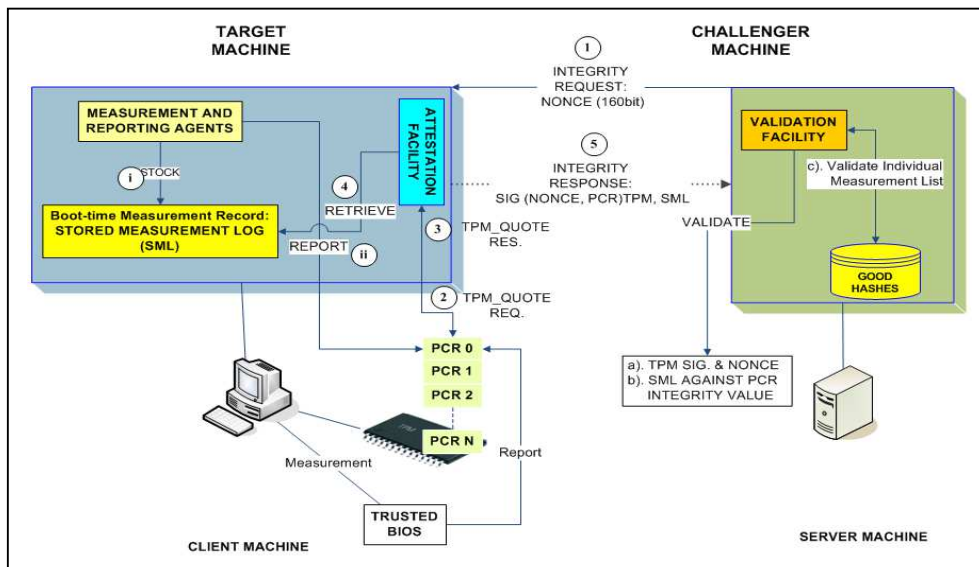 TARGET
MACHINE
CHALLENGER
MACHINE
1
INTEGRITY
REQUEST:
NONCE (160bit)
MEASUREMENT AND
REPORTING AGENTS
ATTESTATION
FACILITY
VALIDATION
FACILITY
i
STOCK
4
RETRIEVE
5
INTEGRITY
RESPONSE:
SIG (NONCE, PCR)TPM, SML
c). Validate Individual
Measurement List
Boot-time Measurement Record:
STORED MEASUREMENT LOG
(SML)
REPORT
ii
3
TPM_QUOTE
RES.
VALIDATE
GOOD
HASHES
2
TPM_QUOTE
REQ.
PCR 0
PCR 1
PCR 2
PCR N
TPM
a). TPM SIG. & NONCE
b). SML AGAINST PCR
INTEGRITY VALUE
Measurement
Report
TRUSTED
BIOS
CLIENT MACHINE
SERVER MACHINE